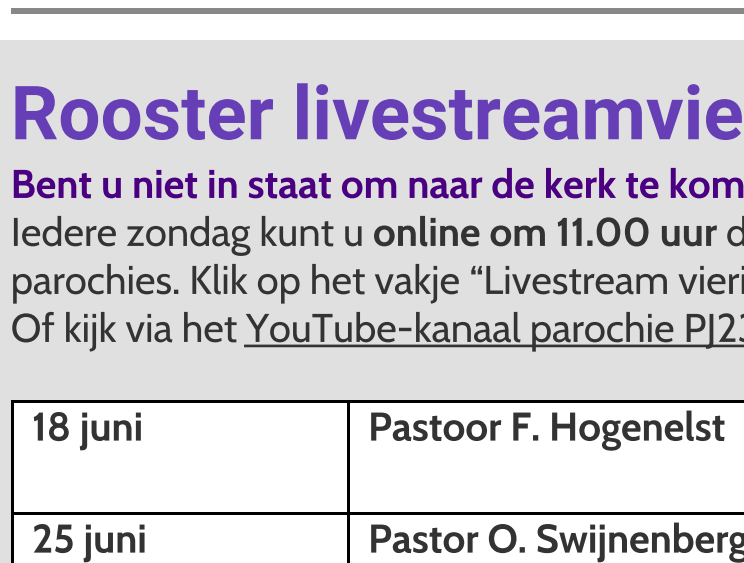 Rooster livestreamvie
Bent u niet in staat om naar de kerk te kom
Iedere zondag kunt u online om 11.00 uur d
parochies. Klik op het vakje “Livestream vieri
Of kijk via het YouTube-kanaal parochie PJ23
18 juni Pastoor F. Hogenelst
25 juni Pastor O. Swijnenberg